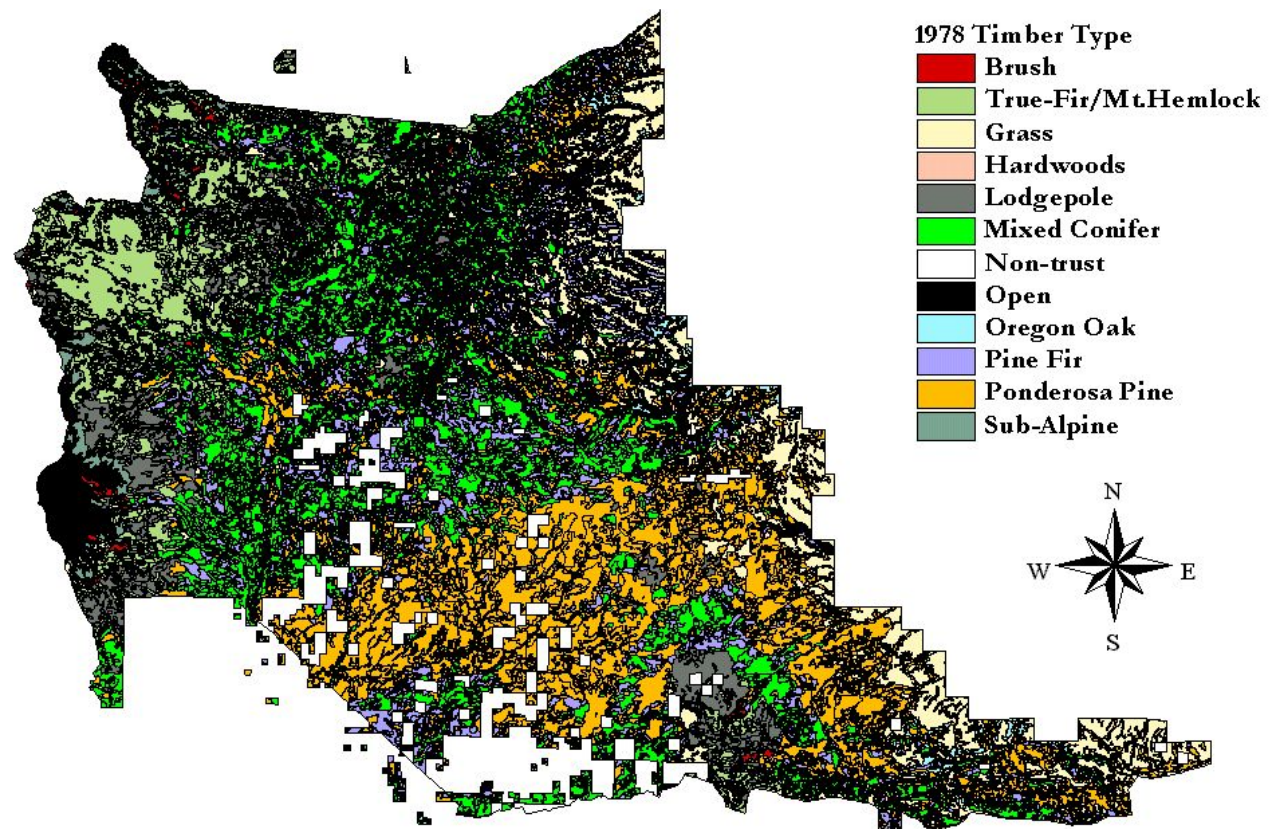 1978 Timber Type
Brush
True-Fir/Mt.Hemlock
Grass
Hardwoods
Lodgepole
Mixed Conifer
Non-trust
Open
Oregon Oak
Pine Fir
Ponderosa Pine
Sub-Alpine
N
W E
S